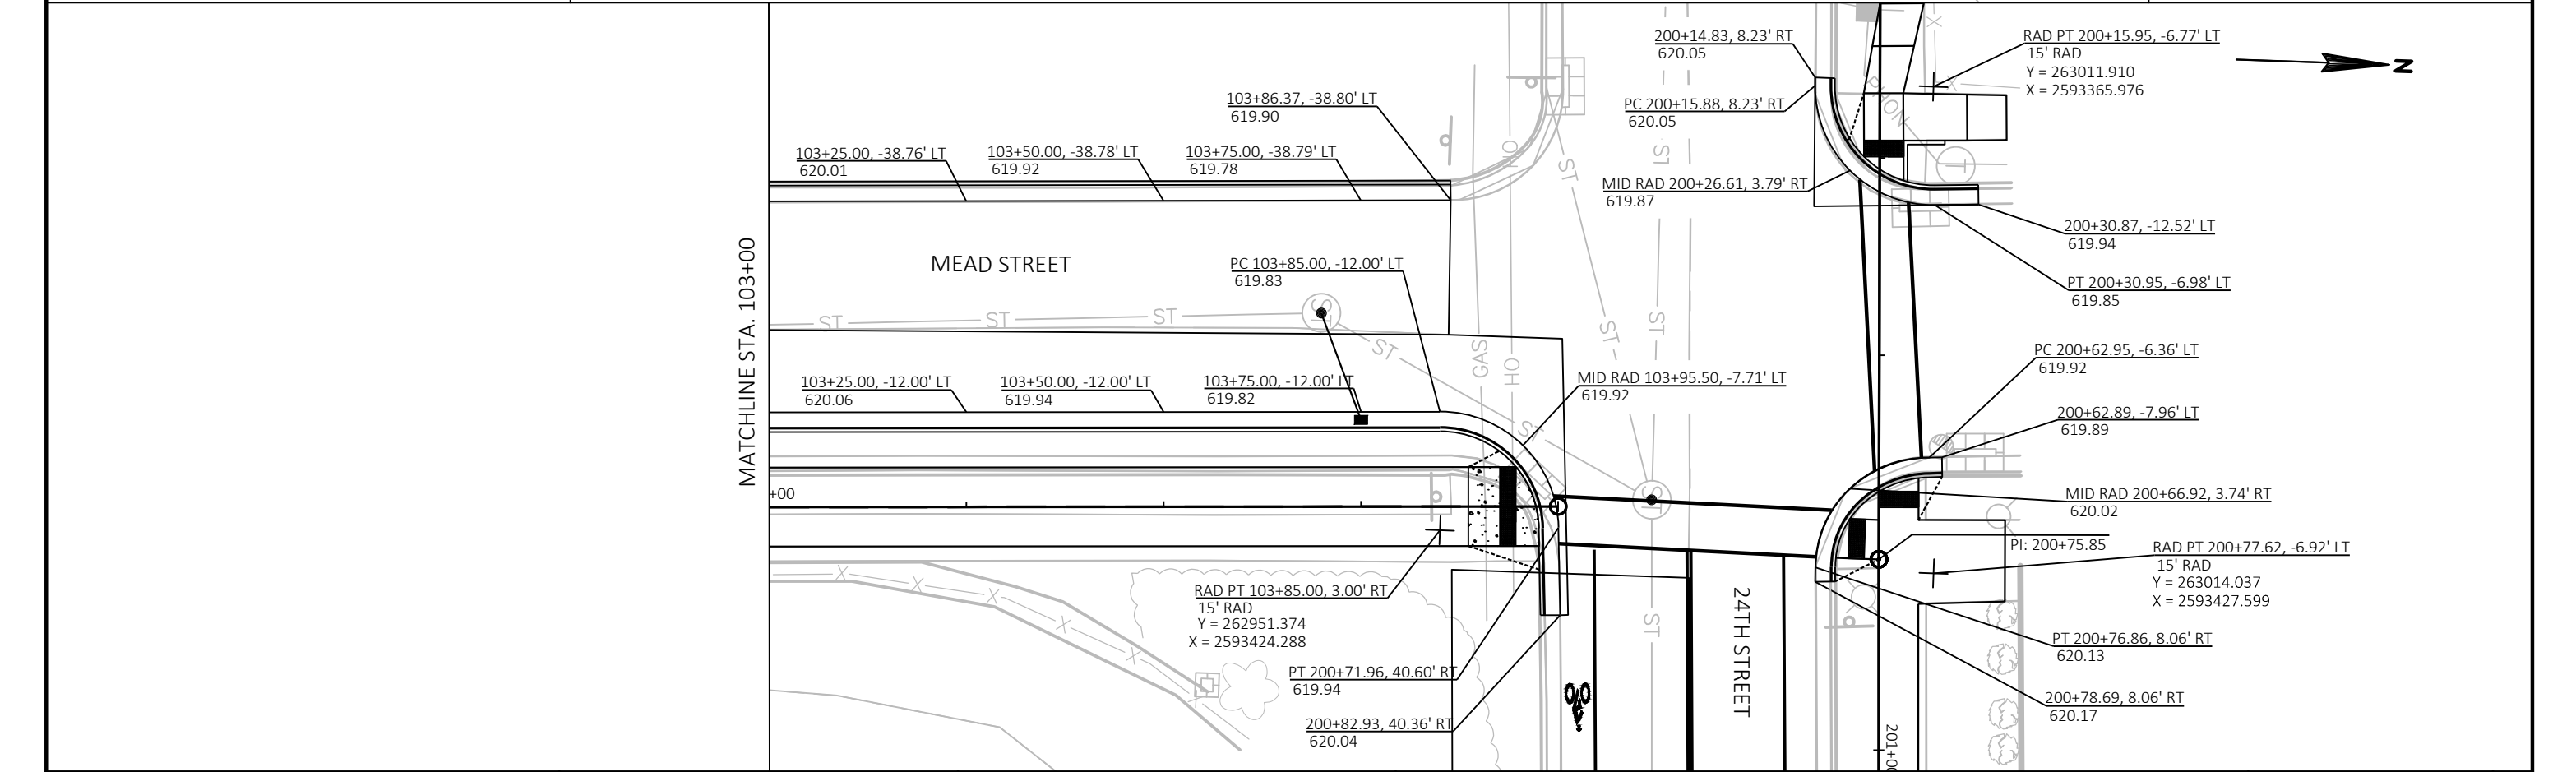 MATCHLINE STA. 103+00
103+25.00, -38.76' LT
620.01
103+50.00, -38.78' LT
619.92
103+75.00, -38.79' LT
619.78
103+86.37, -38.80' LT
619.90
MEAD STREET
PC 103+85.00, -12.00' LT
619.83
ST
ST
ST
ST
ST
103+25.00, -12.00' LT
620.06
103+50.00, -12.00' LT
619.94
103+75.00, -12.00' LT
619.82
GAS
HO
HO
+00
MID RAD 103+95.50, -7.71' LT
619.92
ST
ST
ST
ST
ST
ST
ST
RAD PT 103+85.00, 3.00' RT
15' RAD
Y = 262951.374
X = 2593424.288
PT 200+71.96, 40.60' RT
619.94
200+82.93, 40.36' RT
620.04
24TH STREET
200+14.83, 8.23' RT
620.05
PC 200+15.88, 8.23' RT
620.05
MID RAD 200+26.61, 3.79' RT
619.87
RAD PT 200+15.95, -6.77' LT
15' RAD
Y = 263011.910
X = 2593365.976
N
PHON
T
200+30.87, -12.52' LT
619.94
PT 200+30.95, -6.98' LT
619.85
PC 200+62.95, -6.36' LT
619.92
200+62.89, -7.96' LT
619.89
MID RAD 200+66.92, 3.74' RT
620.02
PI: 200+75.85
RAD PT 200+77.62, -6.92' LT
15' RAD
Y = 263014.037
X = 2593427.599
PT 200+76.86, 8.06' RT
620.13
200+78.69, 8.06' RT
620.17
X
X
X
X
X
X
X
201+00